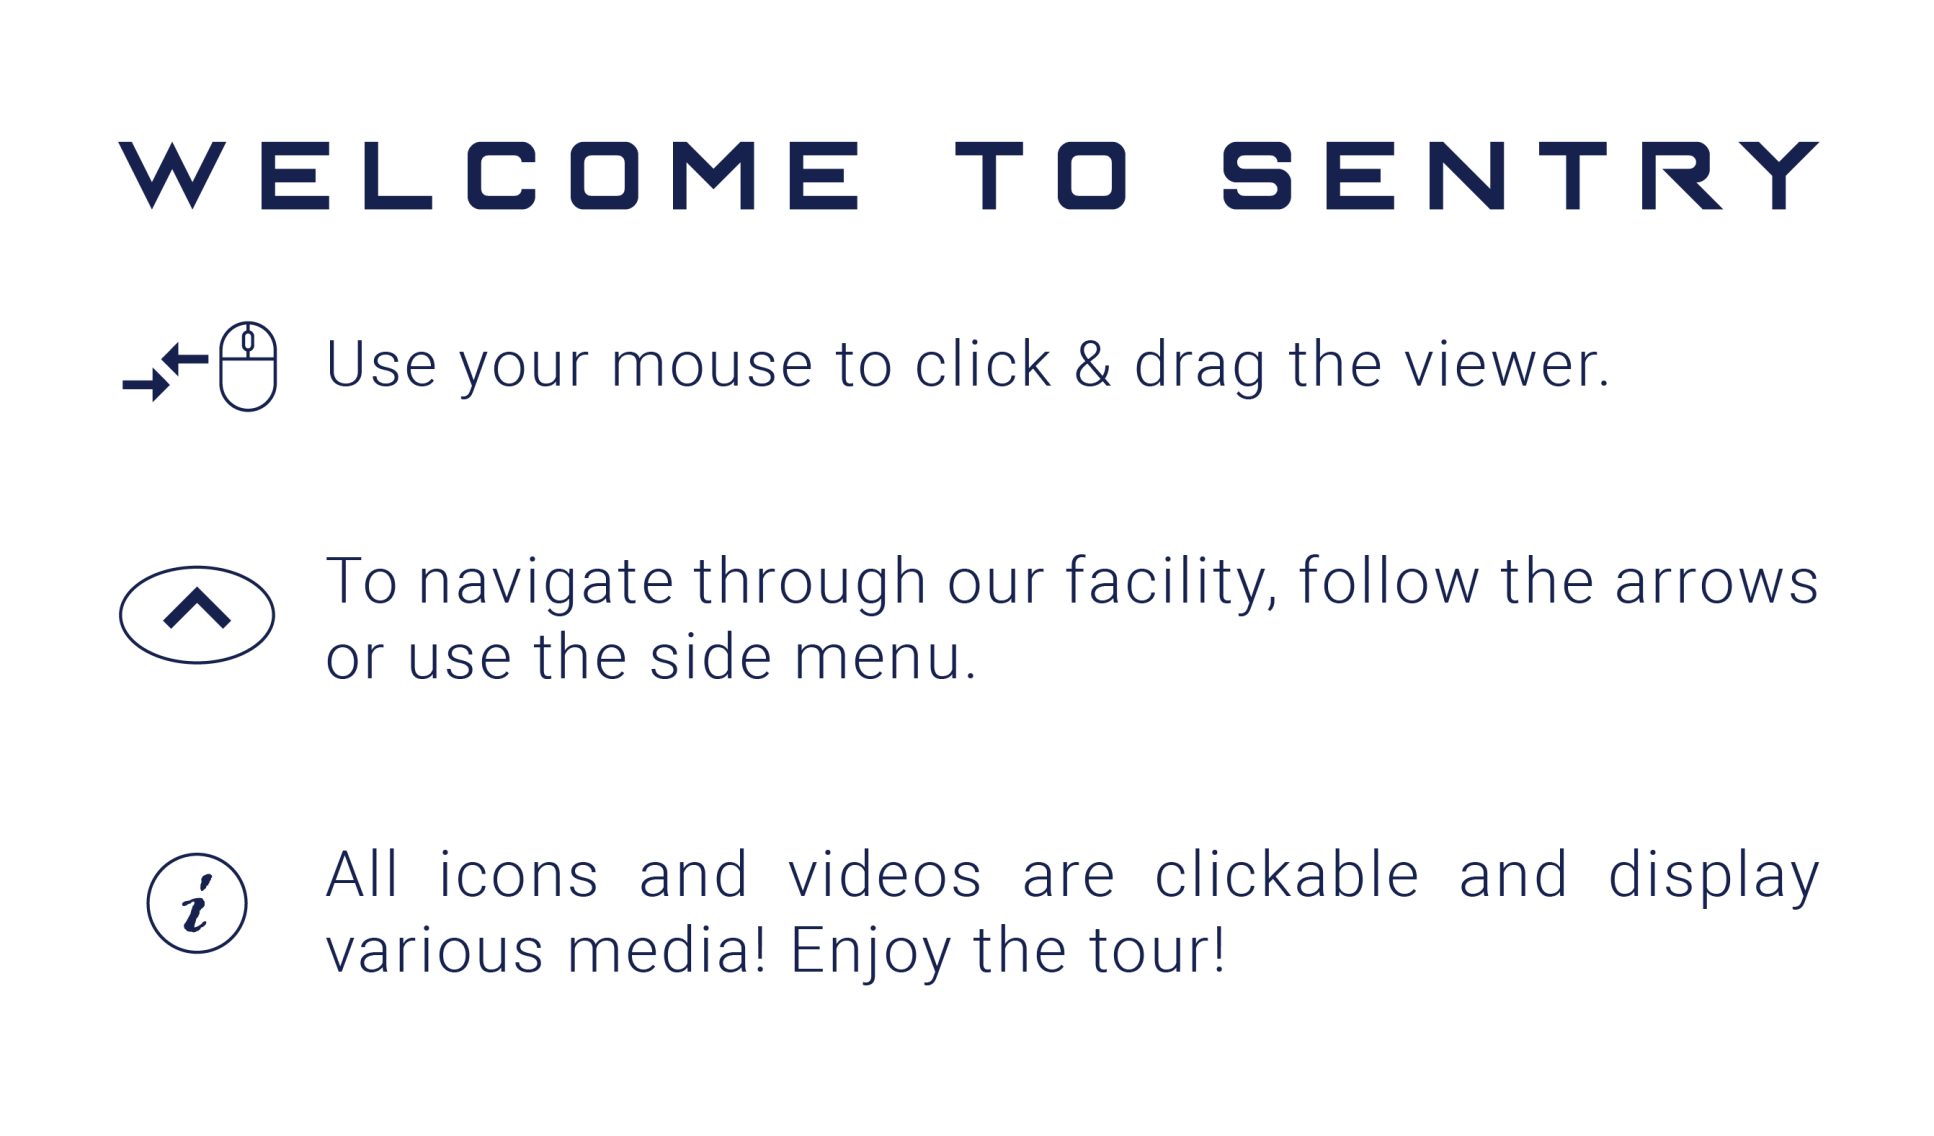 WELCOME TO SENTRY
Use your mouse to click & drag the viewer.
To navigate through our facility, follow the arrows
or use the side menu.
i
All icons and videos are clickable and display
various media! Enjoy the tour!